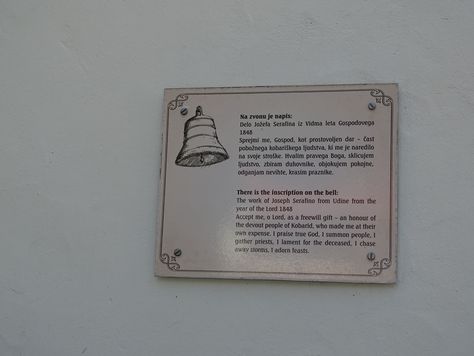 Na zvonu je napis:
Delo Jožefa Serafina iz Vidma leta Gospodovega
1848
Sprejmi me, Gospod, kot prostovoljen dar – čast
pobožnega kobariškega ljudstva, ki me je naredilo
na svoje stroške. Hvalim pravega Boga, sklicujem
ljudstvo, zbiram duhovnike, objokujem pokojne,
odganjam nevihte, krasim praznike.
There is the inscription on the bell:
The work of Joseph Serafino from Udine from the
year of the Lord 1848
Accept me, o Lord, as a freewill gift – an honour of
the devout people of Kobarid, who made me at their
own expense. I praise true God, I summon people, I
gather priests, I lament for the deceased, I chase
away storms, I adorn feasts.